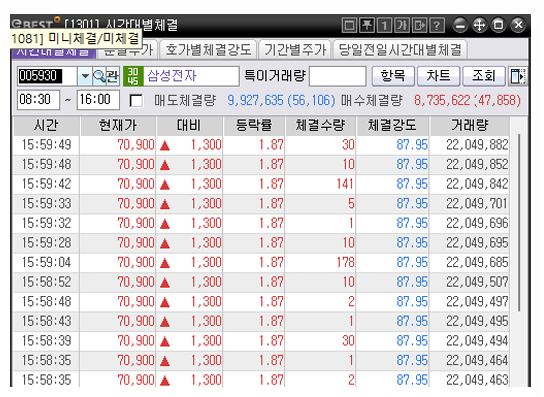 eBEST [1301] 시간대별체결
1081] 미니체결/미체결
시간대별체결 분별주가 호가별체결강도 기간별주가 당일전일시간대별체결
005930 관 30 45 삼성전자 특이거래량 항목 차트 조회
08:30 ~ 16:00 매도체결량 9,927,635 (56,106) 매수체결량 8,735,622 (47,858)
시간 현재가 대비 등락률 체결수량 체결강도 거래량
15:59:49 70,900 ▲ 1,300 1.87 30 87.95 22,049,882
15:59:48 70,900 ▲ 1,300 1.87 10 87.95 22,049,852
15:59:42 70,900 ▲ 1,300 1.87 141 87.95 22,049,842
15:59:33 70,900 ▲ 1,300 1.87 5 87.95 22,049,701
15:59:32 70,900 ▲ 1,300 1.87 1 87.95 22,049,696
15:59:28 70,900 ▲ 1,300 1.87 10 87.95 22,049,695
15:59:04 70,900 ▲ 1,300 1.87 178 87.95 22,049,685
15:58:52 70,900 ▲ 1,300 1.87 10 87.95 22,049,507
15:58:48 70,900 ▲ 1,300 1.87 2 87.95 22,049,497
15:58:43 70,900 ▲ 1,300 1.87 1 87.95 22,049,495
15:58:39 70,900 ▲ 1,300 1.87 30 87.95 22,049,494
15:58:35 70,900 ▲ 1,300 1.87 1 87.95 22,049,464
15:58:35 70,900 ▲ 1,300 1.87 2 87.95 22,049,463